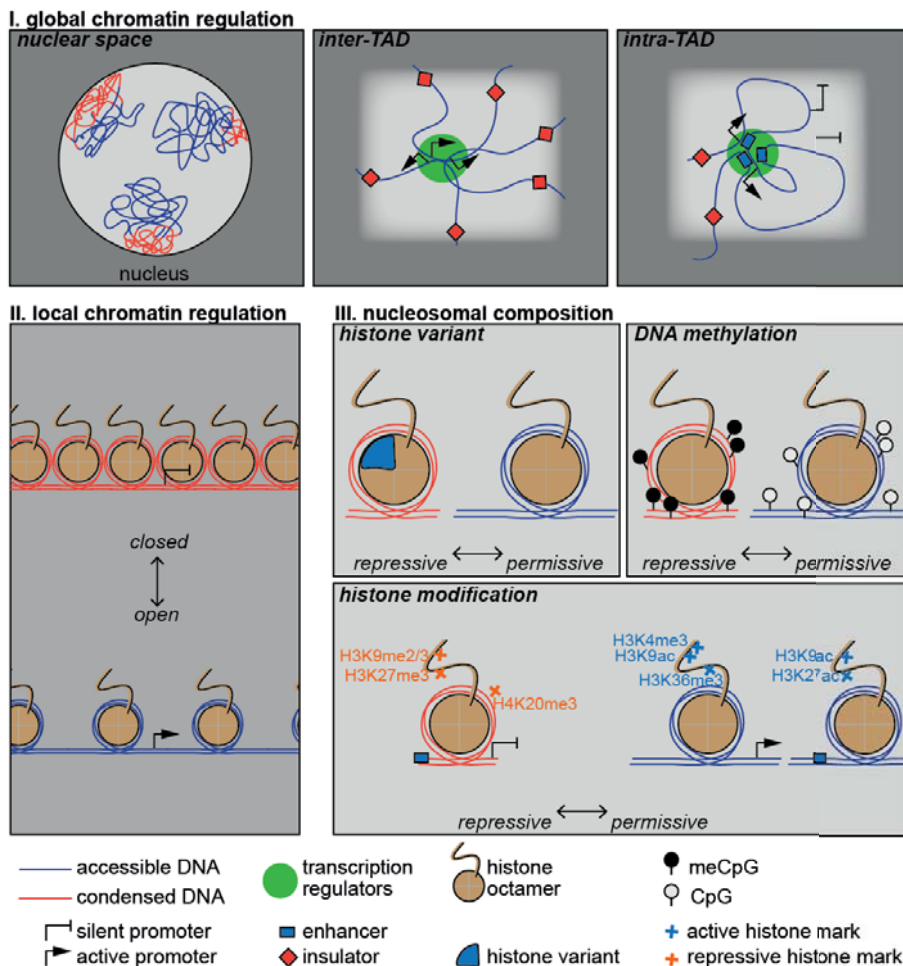 I. global chromatin regulation
nuclear space
inter-TAD
intra-TAD
nucleus
II. local chromatin regulation
closed
open
III. nucleosomal composition
histone variant
repressive
permissive
DNA methylation
repressive
permissive
histone modification
H3K9me2/3
H3K27me3
H4K20me3
H3K4me3
H3K9ac
H3K36me3
H3K9ac
H3K27ac
repressive
permissive
accessible DNA
condensed DNA
silent promoter
active promoter
transcription
regulators
enhancer
insulator
histone
octamer
histone variant
meCpG
CpG
active histone mark
repressive histone mark